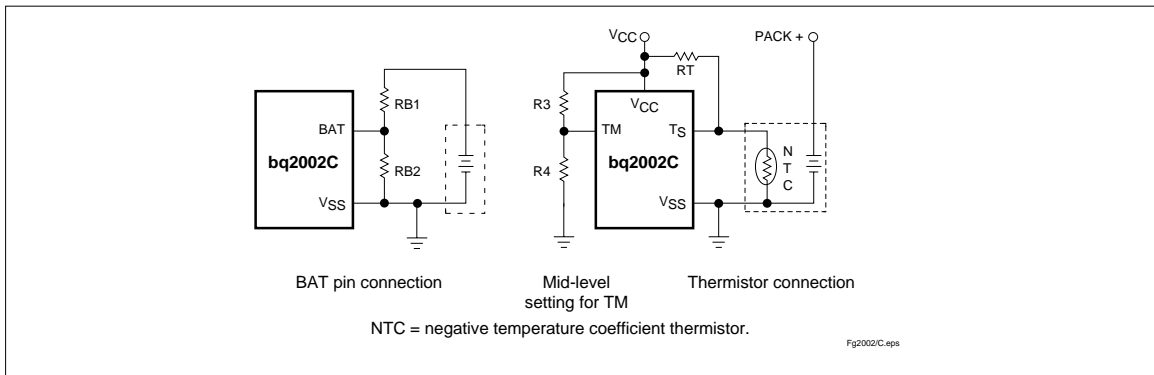 VCC
PACK +
RT
RB1
R3
VCC
BAT
TM
TS
bq2002C
RB2
R4
bq2002C
N
T
C
VSS
VSS
BAT pin connection
Mid-level
setting for TM
Thermistor connection
NTC = negative temperature coefficient thermistor.
Fg2002/C.eps